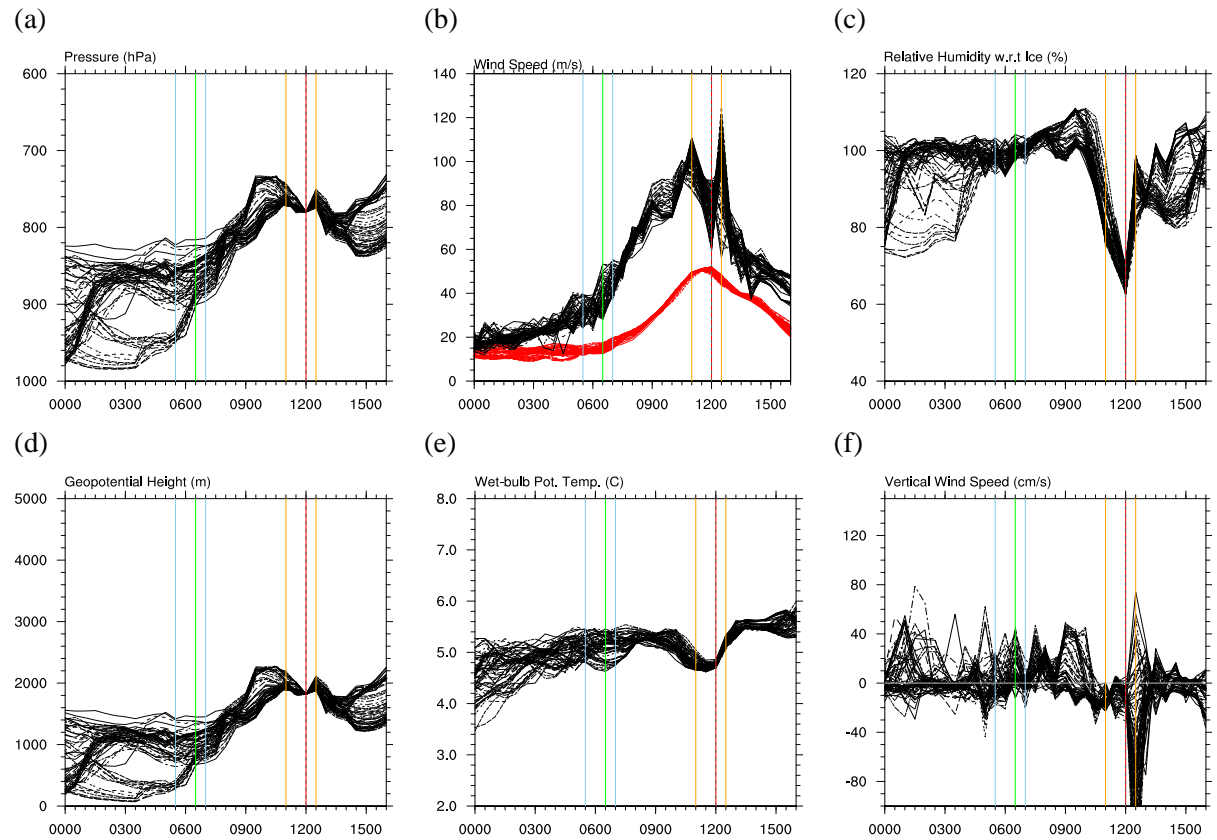 (a) (b) (c)
Pressure (hPa) Wind Speed (m/s) Relative Humidity w.r.t Ice (%)
600 140 120
120
700 100
100
80
800 80
60
900 40 60
20
1000 0 40
0000 0300 0600 0900 1200 1500 0000 0300 0600 0900 1200 1500 0000 0300 0600 0900 1200 1500
(d) (e) (f)
Geopotential Height (m) Wet-bulb Pot. Temp. (C) Vertical Wind Speed (cm/s)
5000 8.0
120
4000 7.0
80
3000 6.0
40
2000 5.0
0
1000 4.0
-40
3.0
-80
0 2.0
0000 0300 0600 0900 1200 1500 0000 0300 0600 0900 1200 1500 0000 0300 0600 0900 1200 1500